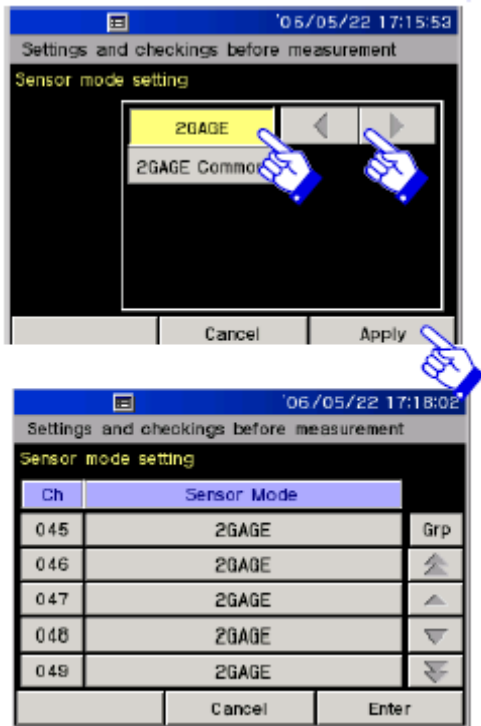 '06/05/22 17:15:53
Settings and checkings before measurement
Sensor mode setting
2GAGE
2GAGE Common
Cancel Apply
'06/05/22 17:18:02
Settings and checkings before measurement
Sensor mode setting
Ch Sensor Mode
045 2GAGE Grp
046 2GAGE
047 2GAGE
048 2GAGE
049 2GAGE
Cancel Enter